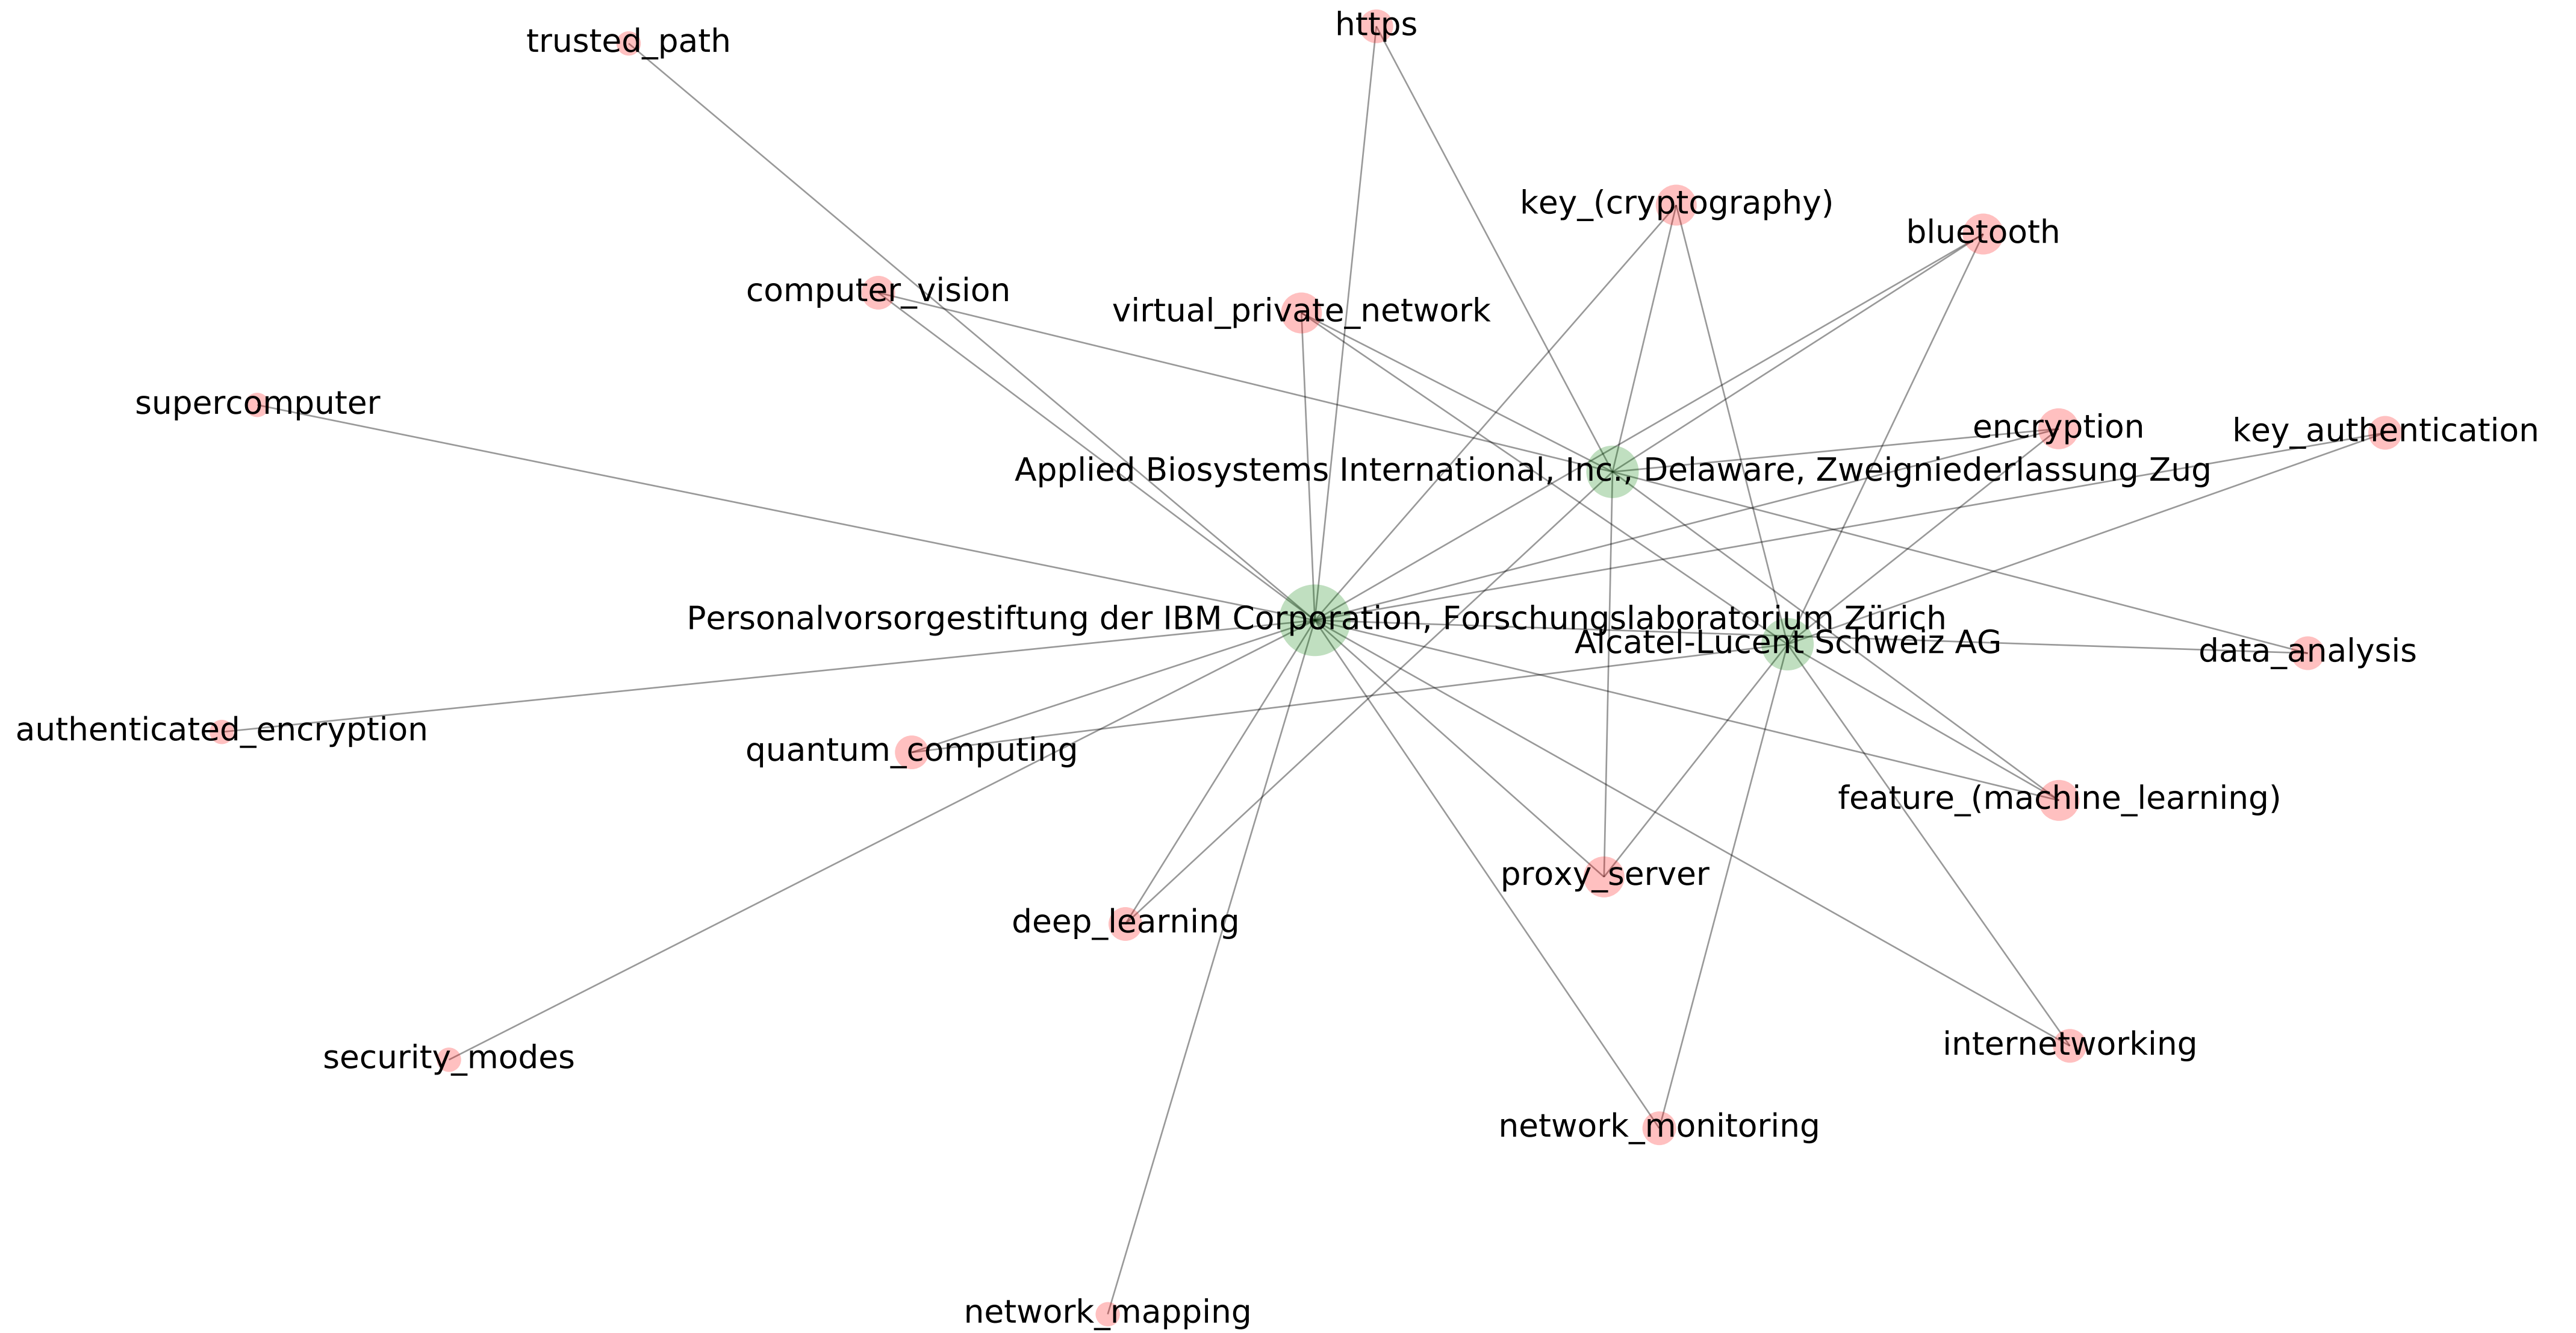 https
trusted_path
key_(cryptography)
bluetooth
computer_vision
virtual_private_network
supercomputer
encryption
key_authentication
Applied Biosystems International, Inc., Delaware, Zweigniederlassung Zug
Personalvorsorgestiftung der IBM Corporation, Forschungslaboratorium Zürich
Alcatel-Lucent Schweiz AG
data_analysis
authenticated_encryption
quantum_computing
feature_(machine_learning)
proxy_server
deep_learning
internetworking
security_modes
network_monitoring
network_mapping